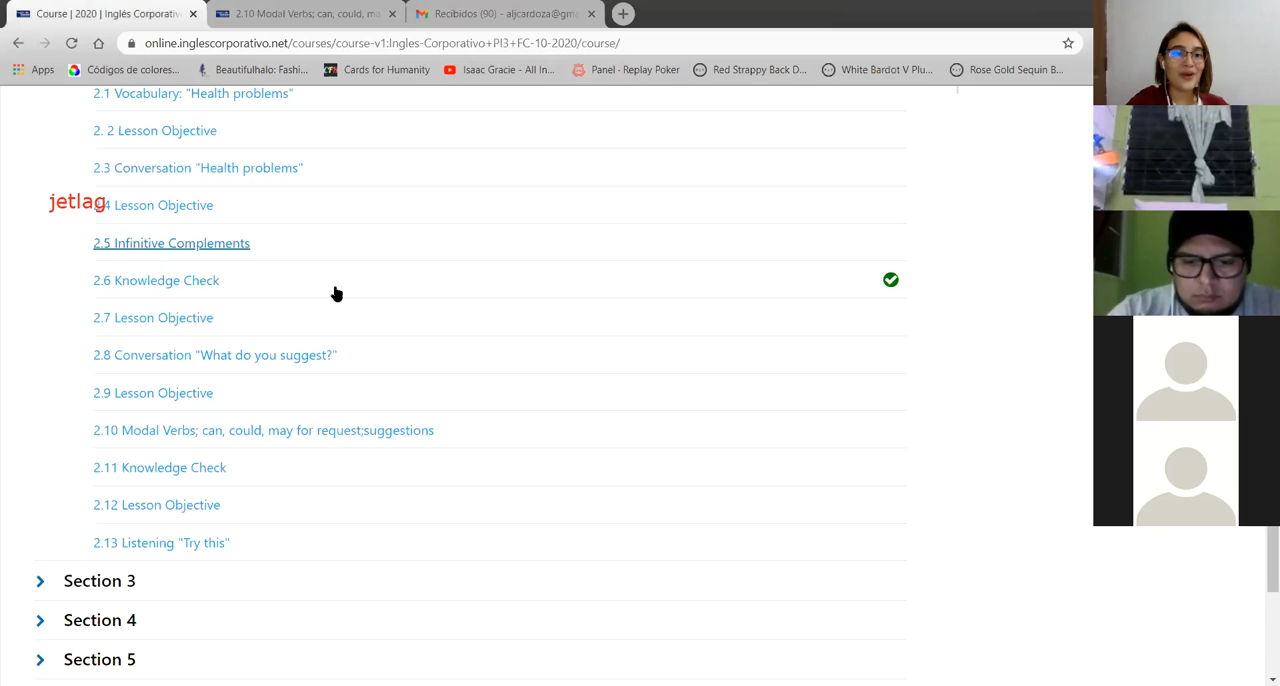 Course | 2020 | Inglés Corporativ
2.10 Modal Verbs; can, could, m
Recibidos (90) - aljcardoza@gm
online.inglescorporativo.net/courses/course-v1:Ingles-Corporativo+PI3+FC-10-2020/course/
Apps
Códigos de colores...
Beautifulhalo: Fashi...
Cards for Humanity
Isaac Gracie - All In...
Panel · Replay Poker
Red Strappy Back D...
White Bardot V Plu...
Rose Gold Sequin B...
2.1 Vocabulary: "Health problems"
2. 2 Lesson Objective
2.3 Conversation "Health problems"
jetlag
2.4 Lesson Objective
2.5 Infinitive Complements
2.6 Knowledge Check
2.7 Lesson Objective
2.8 Conversation "What do you suggest?"
2.9 Lesson Objective
2.10 Modal Verbs; can, could, may for request;suggestions
2.11 Knowledge Check
2.12 Lesson Objective
2.13 Listening "Try this"
Section 3
Section 4
Section 5